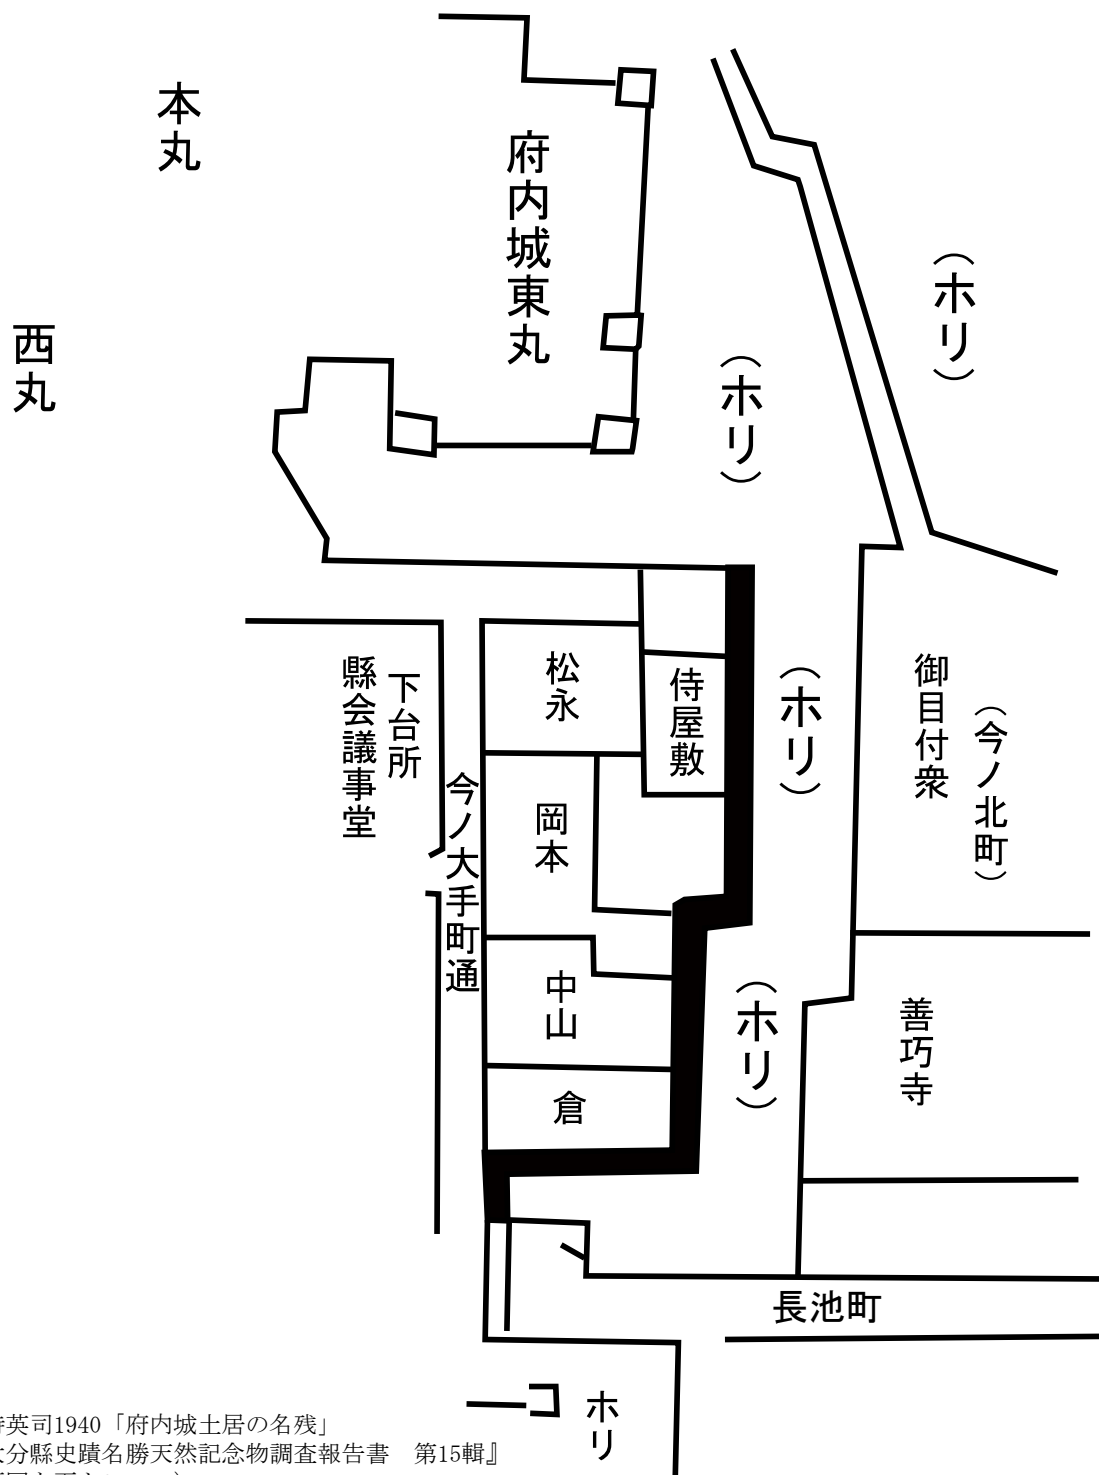 本丸
西丸
府内城東丸
（ホリ）
（ホリ）
（ホリ）
（ホリ）
松永
侍屋敷
岡本
中山
倉
下台所
縣会議事堂
今ノ大手町通
御目付衆
（今ノ北町）
善巧寺
長池町
ホリ
英司1940「府内城土居の名残」
分縣史蹟名勝天然記念物調査報告書　第15輯』